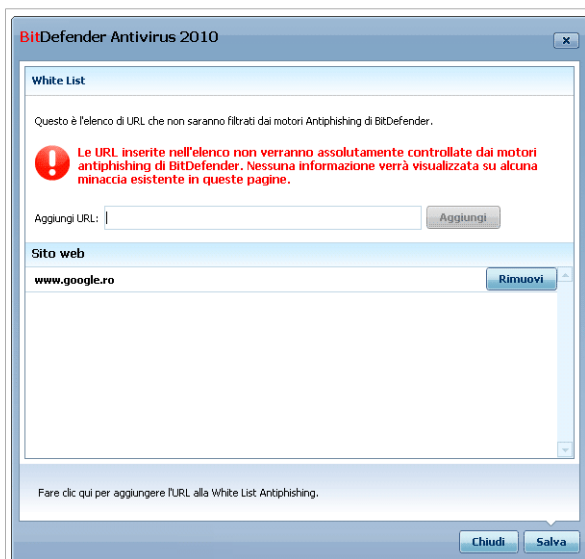 BitDefender Antivirus 2010
White List
Questo è l'elenco di URL che non saranno filtrati dai motori Antiphishing di BitDefender.
Le URL inserite nell'elenco non verranno assolutamente controllate dai motori
antiphishing di BitDefender. Nessuna informazione verrà visualizzata su alcuna
minaccia esistente in queste pagine.
Aggiungi URL:
Aggiungi
Sito web
www.google.ro
Rimuovi
Fare clic qui per aggiungere l'URL alla White List Antiphishing.
Chiudi
Salva